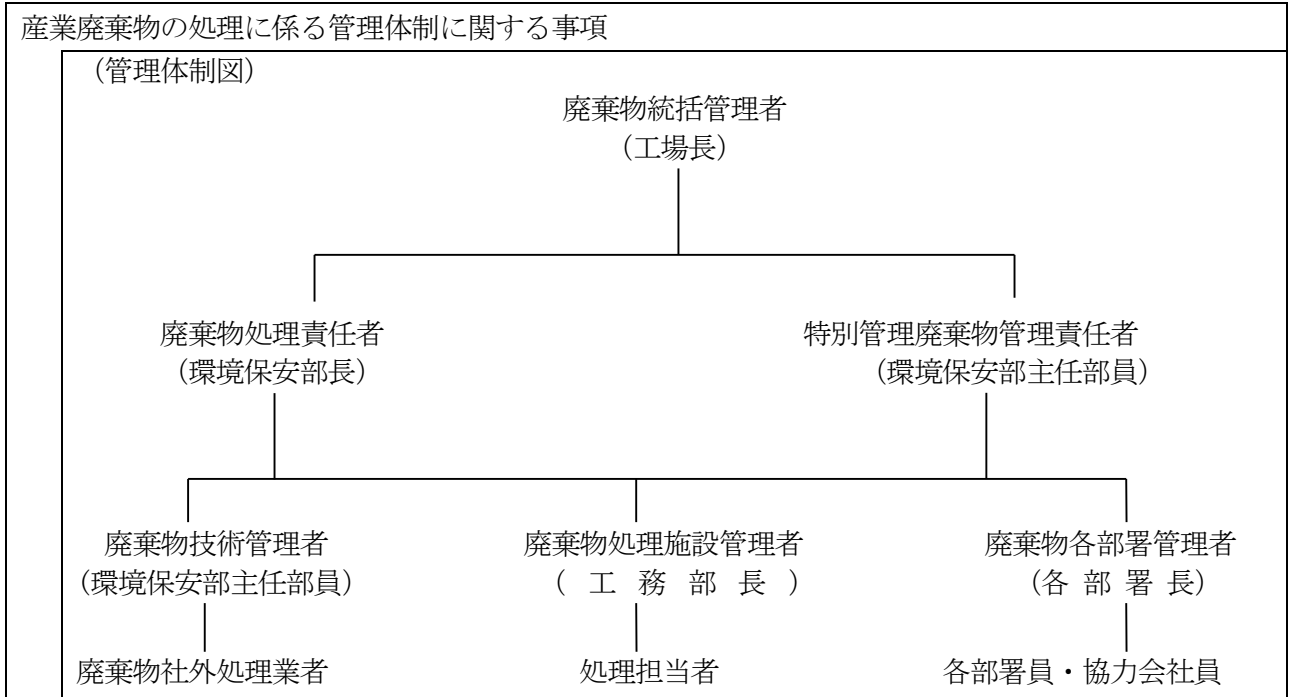 産業廃棄物の処理に係る管理体制に関する事項
（管理体制図）
廃棄物統括管理者
（工場長）
廃棄物処理責任者
（環境保安部長）
特別管理廃棄物管理責任者
（環境保安部主任部員）
廃棄物技術管理者
（環境保安部主任部員）
廃棄物処理施設管理者
（ 工 務 部 長 ）
廃棄物各部署管理者
（各 部 署 長）
廃棄物社外処理業者
処理担当者
各部署員・協力会社員